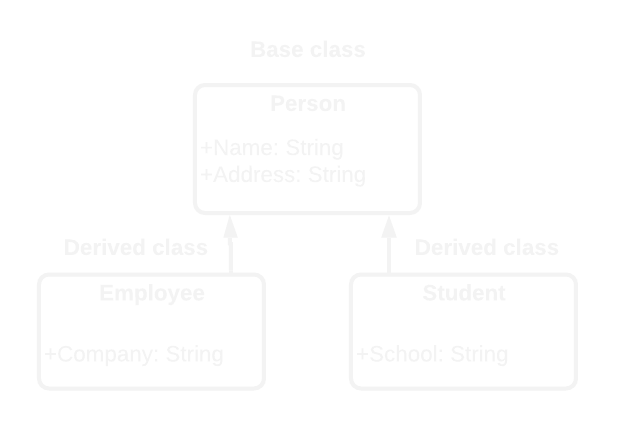 Base class
Person
+Name: String
+Address: String
Derived class
Derived class
Employee
Student
+Company: String
+School: String